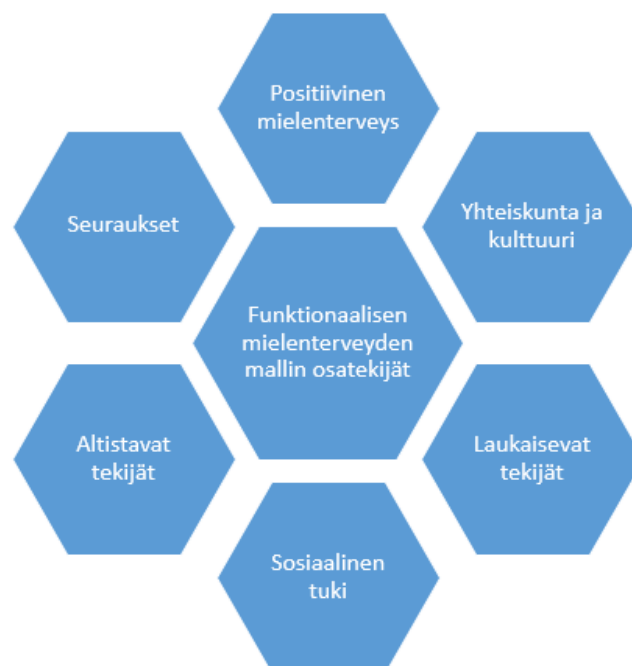 Positiivinen
mielenterveys
Seuraukset
Yhteiskunta ja
kulttuuri
Funktionaalisen
mielenterveyden
mallin osatekijät
Altistavat
tekijät
Laukaisevat
tekijät
Sosiaalinen
tuki